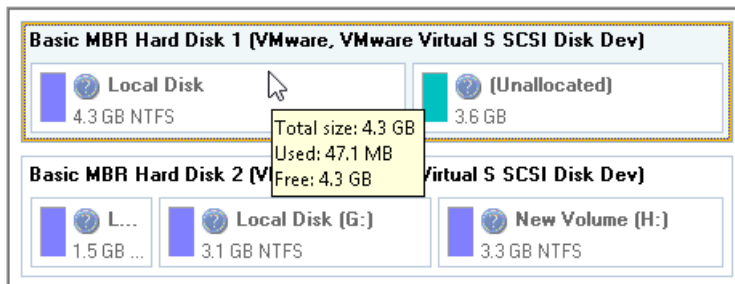 Basic MBR Hard Disk 1 (VMware, VMware Virtual S SCSI Disk Dev)
Local Disk
4.3 GB NTFS
(Unallocated)
3.6 GB
Total size: 4.3 GB
Used: 47.1 MB
Free: 4.3 GB
Basic MBR Hard Disk 2 (V Virtual S SCSI Disk Dev)
L...
1.5 GB ...
Local Disk (G:)
3.1 GB NTFS
New Volume (H:)
3.3 GB NTFS